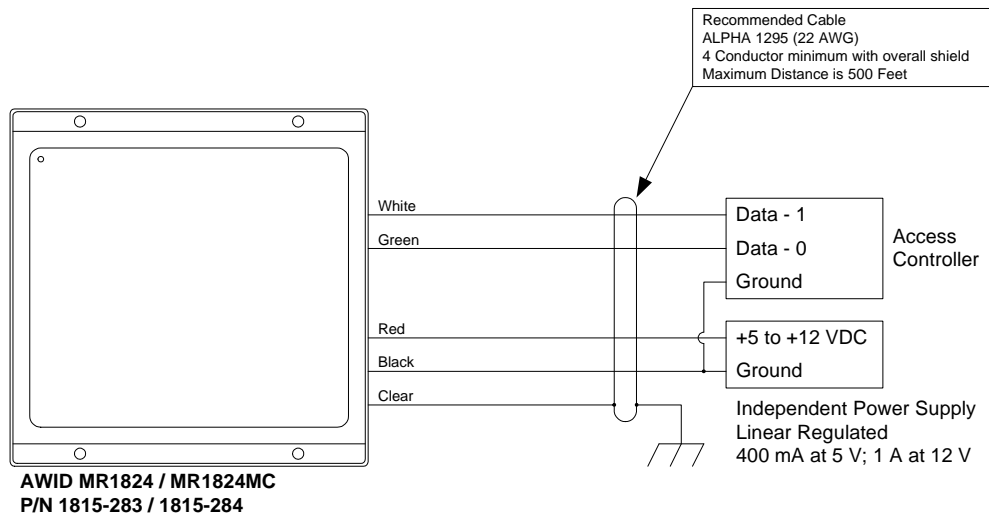 Recommended Cable
ALPHA 1295 (22 AWG)
4 Conductor minimum with overall shield
Maximum Distance is 500 Feet
White
Green
Red
Black
Clear
Data - 1
Data - 0
Ground
Access
Controller
+5 to +12 VDC
Ground
Independent Power Supply
Linear Regulated
400 mA at 5 V; 1 A at 12 V
AWID MR1824 / MR1824MC
P/N 1815-283 / 1815-284